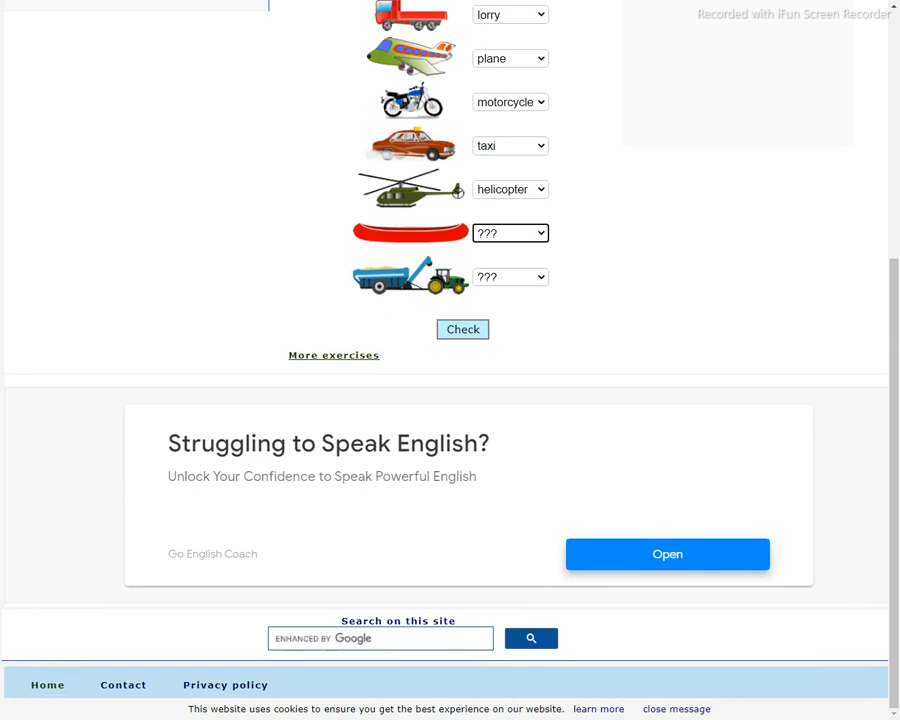 Recorded with iFun Screen Recorder
lorry
plane
motorcycle
taxi
helicopter
???
???
Check
More exercises
Struggling to Speak English?
Unlock Your Confidence to Speak Powerful English
Go English Coach
Open
Search on this site
ENHANCED BY Google
Home Contact Privacy policy
This website uses cookies to ensure you get the best experience on our website. learn more close message